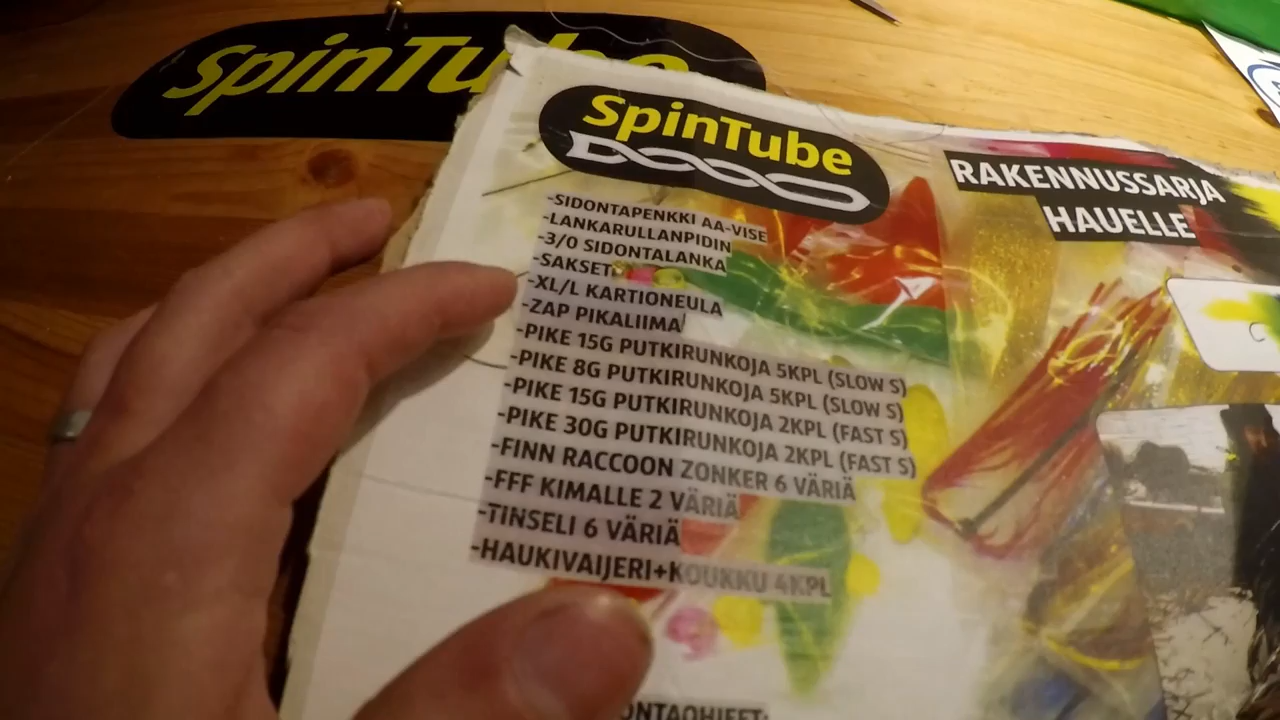 SpinTube
SpinTube
RAKENNUSSARJA
HAUELLE
-SIDONTAPENKKI AA-VISE
-LANKARULLANPIDIN
-3/0 SIDONTALANKA
-SAKSET
-XL/L KARTIONEULA
-ZAP PIKALIIMA
-PIKE 15G PUTKIRUNKOJA 5KPL (SLOW S)
-PIKE 8G PUTKIRUNKOJA 5KPL (SLOW S)
-PIKE 15G PUTKIRUNKOJA 2KPL (FAST S)
-PIKE 30G PUTKIRUNKOJA 2KPL (FAST S)
-FINN RACCOON ZONKER 6 VÄRIÄ
-FFF KIMALLE 2 VÄRIÄ
-TINSELI 6 VÄRIÄ
-HAUKIVAIJERI+KOUKKU 4KPL